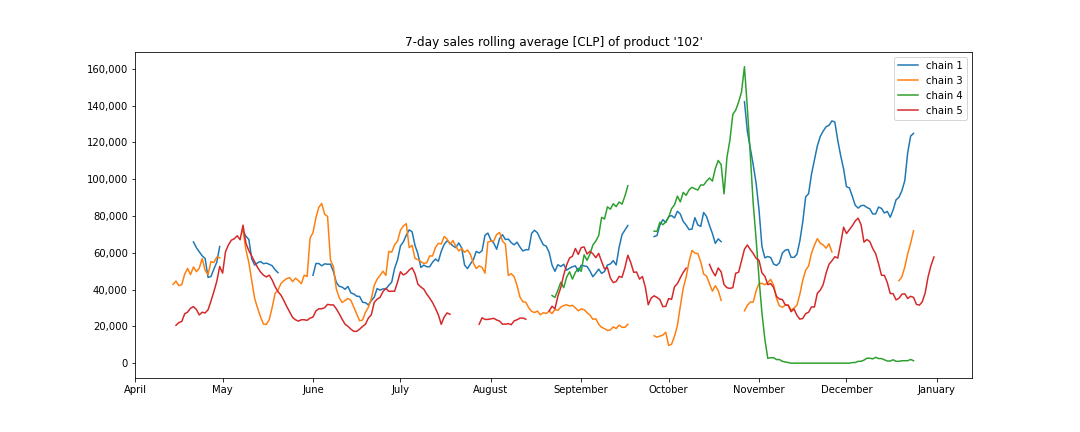 7-day sales rolling average [CLP] of product '102'
160,000
140,000
120,000
100,000
80,000
60,000
40,000
20,000
0
chain 1
chain 3
chain 4
chain 5
April May June July August September October November December January